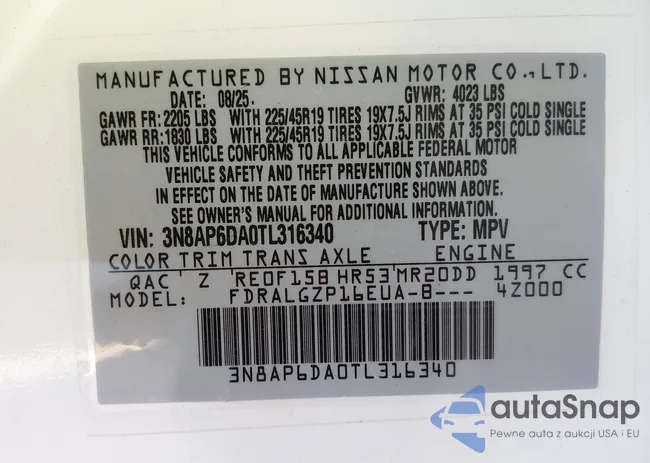 MANUFACTURED BY NISSAN MOTOR CO., LTD.
DATE: 08/25. GVWR: 4023 LBS
GAWR FR: 2205 LBS WITH 225/45R19 TIRES 19X7.5J RIMS AT 35 PSI COLD SINGLE
GAWR RR: 1830 LBS WITH 225/45R19 TIRES 19X7.5J RIMS AT 35 PSI COLD SINGLE
THIS VEHICLE CONFORMS TO ALL APPLICABLE FEDERAL MOTOR
VEHICLE SAFETY AND THEFT PREVENTION STANDARDS
IN EFFECT ON THE DATE OF MANUFACTURE SHOWN ABOVE.
SEE OWNER'S MANUAL FOR ADDITIONAL INFORMATION.
VIN: 3N8AP6DA0TL316340 TYPE: MPV
COLOR TRIM TRANS AXLE ENGINE
QAC Z RE0F15B HR53 MR20DD 1997 CC
MODEL: FDRALGZP16EUA-B--- 4Z000
3N8AP6DA0TL316340
autaSnap
Pewne auta z aukcji USA i EU